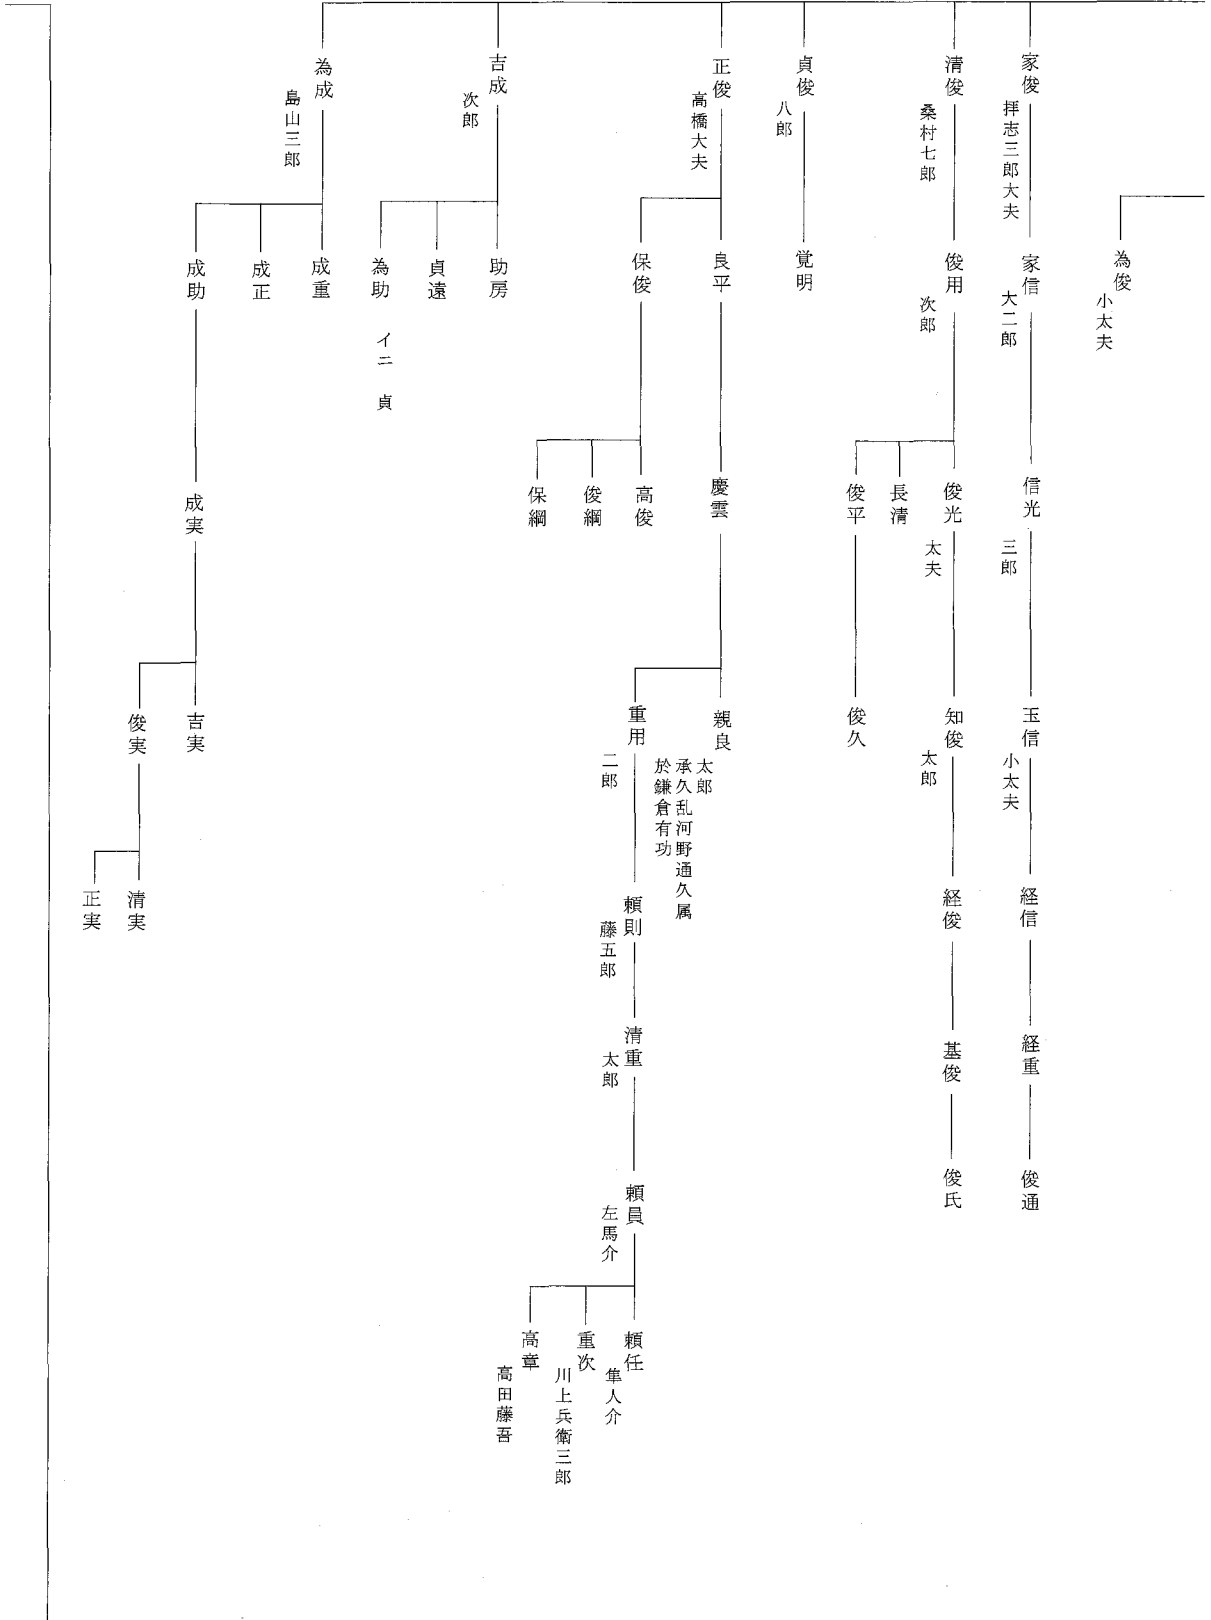 為俊
小太夫
家俊
拝志三郎大夫
家信
大二郎
信光
三郎
玉信
小太夫
経信
経重
俊通
清俊
桑村七郎
俊用
次郎
俊光
太夫
知俊
太郎
経俊
基俊
俊氏
長清
俊平
俊久
貞俊
八郎
覚明
正俊
高橋大夫
良平
慶雲
親良
太郎
承久乱河野通久属
於鎌倉有功
重用
二郎
頼則
藤五郎
清重
太郎
頼員
左馬介
頼任
隼人介
重次
川上兵衛三郎
高章
高田藤吾
保俊
高俊
俊綱
保綱
吉成
次郎
助房
貞遠
為助
イニ 貞
為成
島山三郎
成重
成正
成助
成実
吉実
俊実
清実
正実